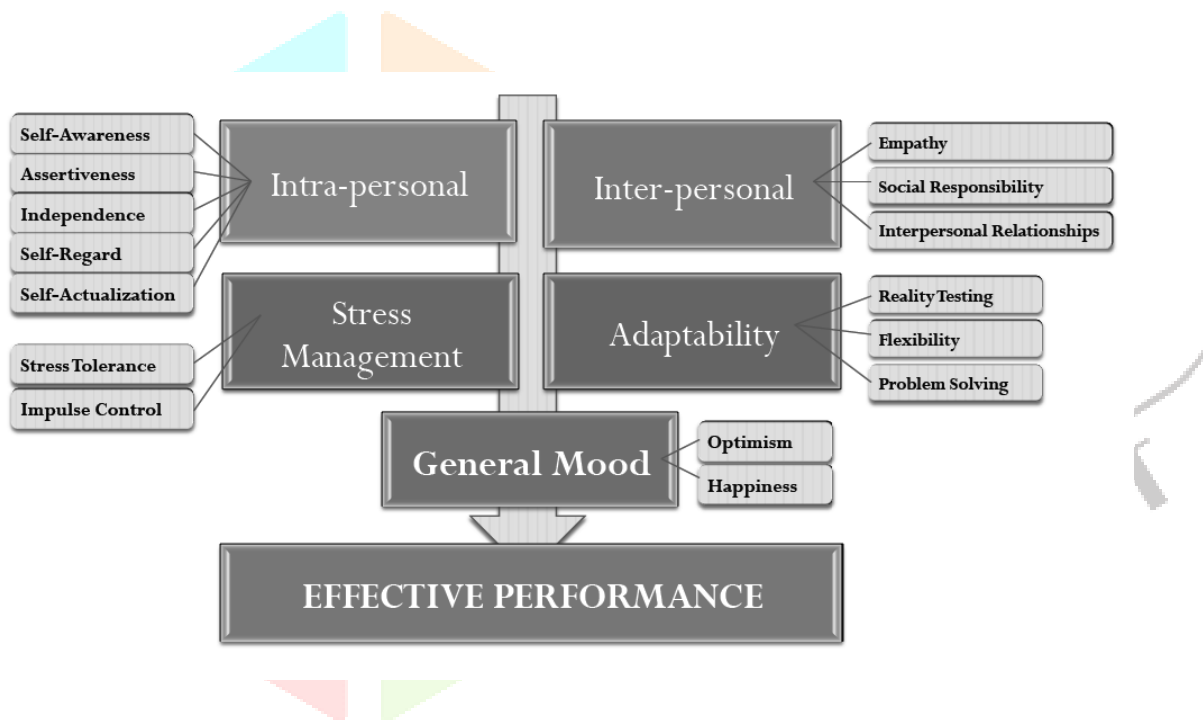 Self-Awareness
Assertiveness
Independence
Self-Regard
Self-Actualization
Intra-personal
Inter-personal
Empathy
Social Responsibility
Interpersonal Relationships
Stress Tolerance
Impulse Control
Stress
Management
Adaptability
Reality Testing
Flexibility
Problem Solving
General Mood
Optimism
Happiness
EFFECTIVE PERFORMANCE